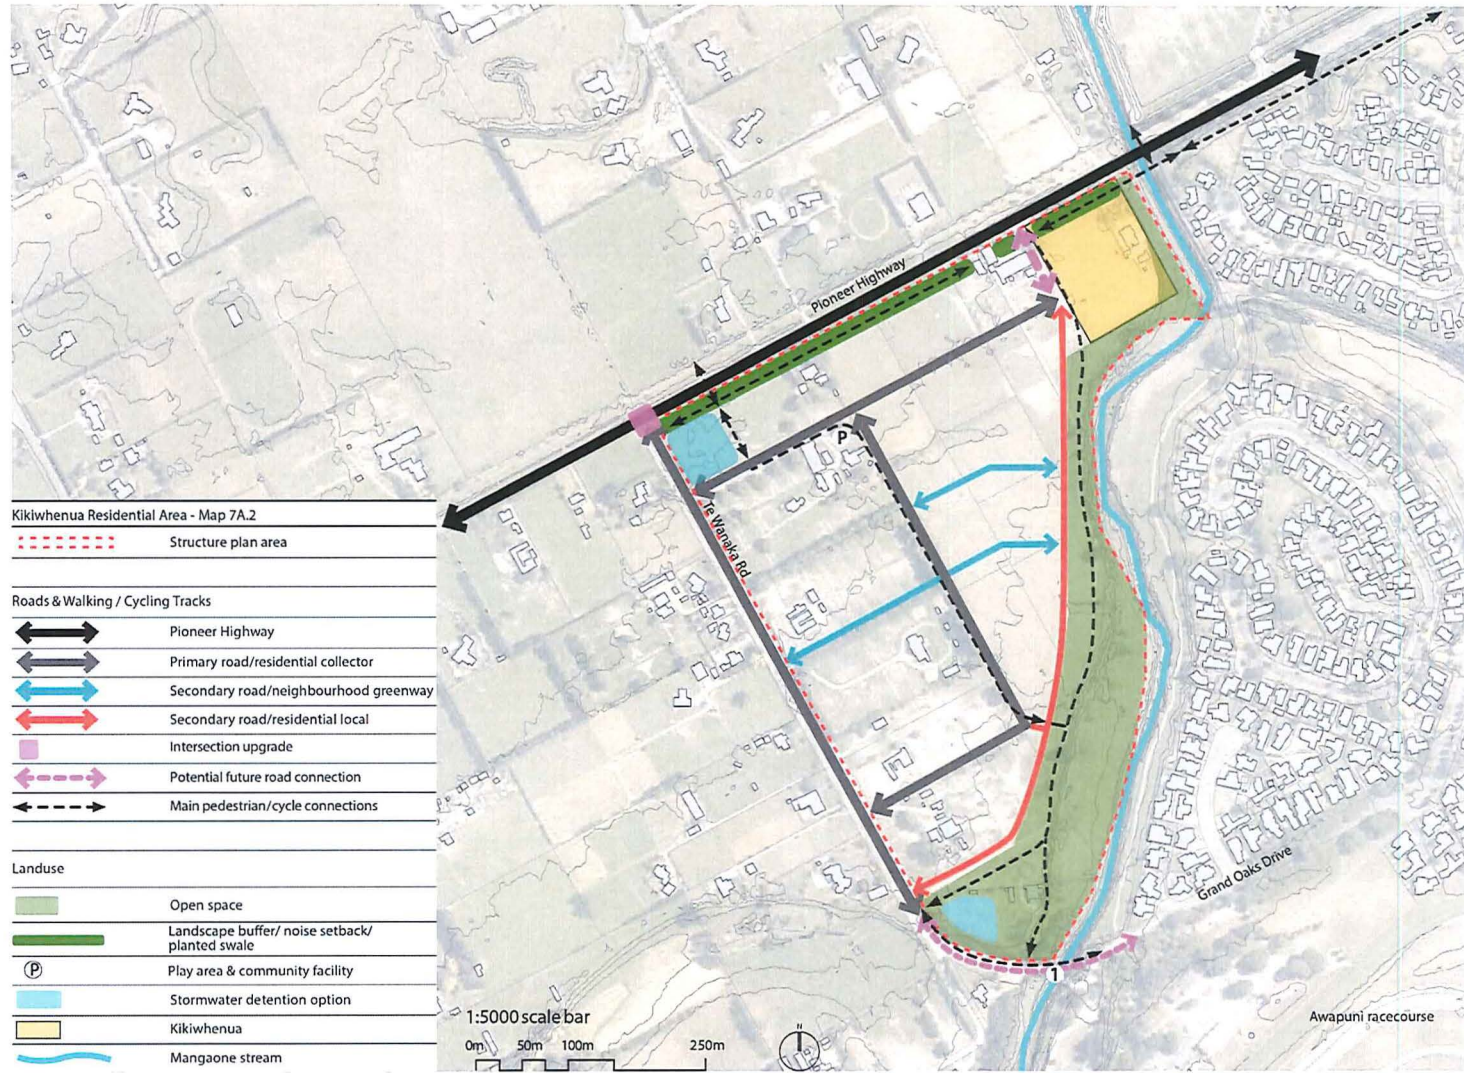 Pioneer Highway
P
Te Wanaka Rd
Kikiwhenua Residential Area - Map 7A.2
Structure plan area
Roads & Walking / Cycling Tracks
Pioneer Highway
Primary road/residential collector
Secondary road/neighbourhood greenway
Secondary road/residential local
Intersection upgrade
Potential future road connection
Main pedestrian/cycle connections
Landuse
Open space
Landscape buffer/ noise setback/
planted swale
P
Play area & community facility
Stormwater detention option
Kikiwhenua
Mangaone stream
Grand Oaks Drive
1
Awapuni racecourse
1:5000 scale bar
0m 50m 100m 250m
N